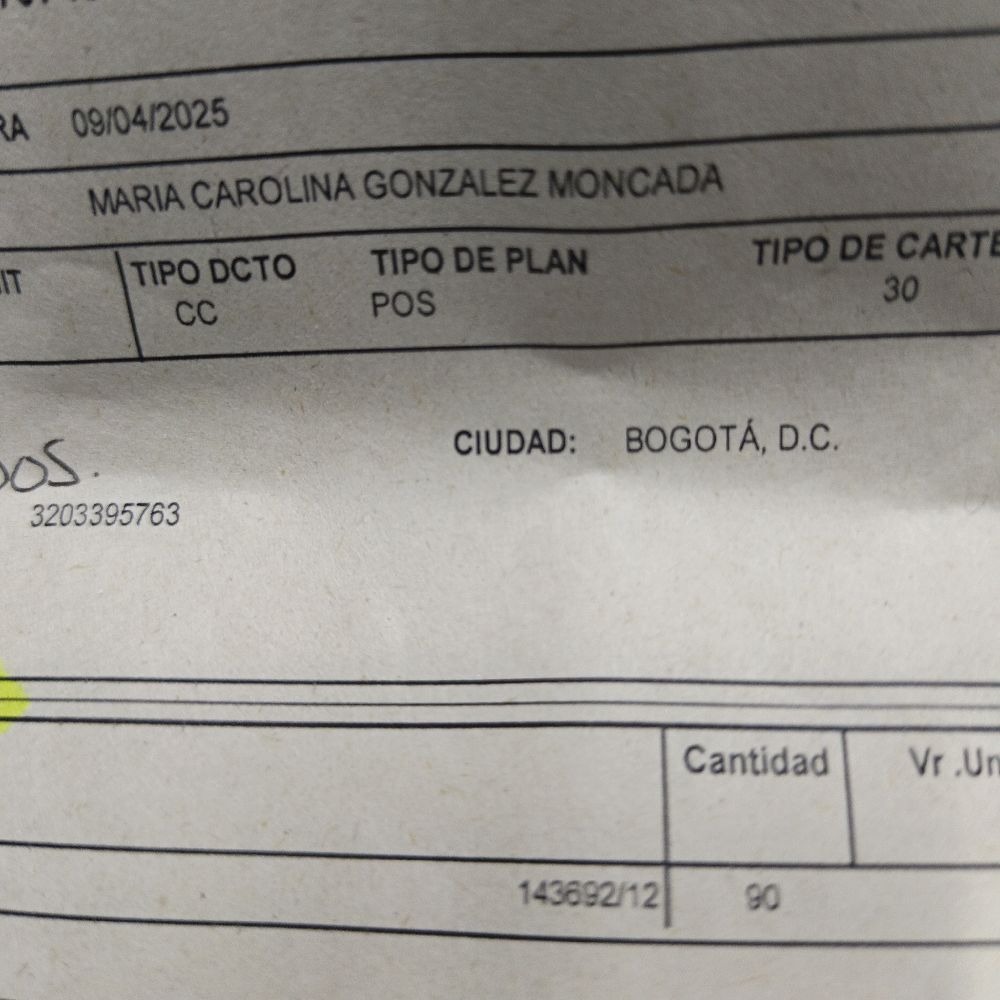 RA 09/04/2025
MARIA CAROLINA GONZALEZ MONCADA
IT TIPO DCTO TIPO DE PLAN TIPO DE CARTE
CC POS 30
DOS.
CIUDAD: BOGOTÁ, D.C.
3203395763
Cantidad Vr .Un
143692/12 90